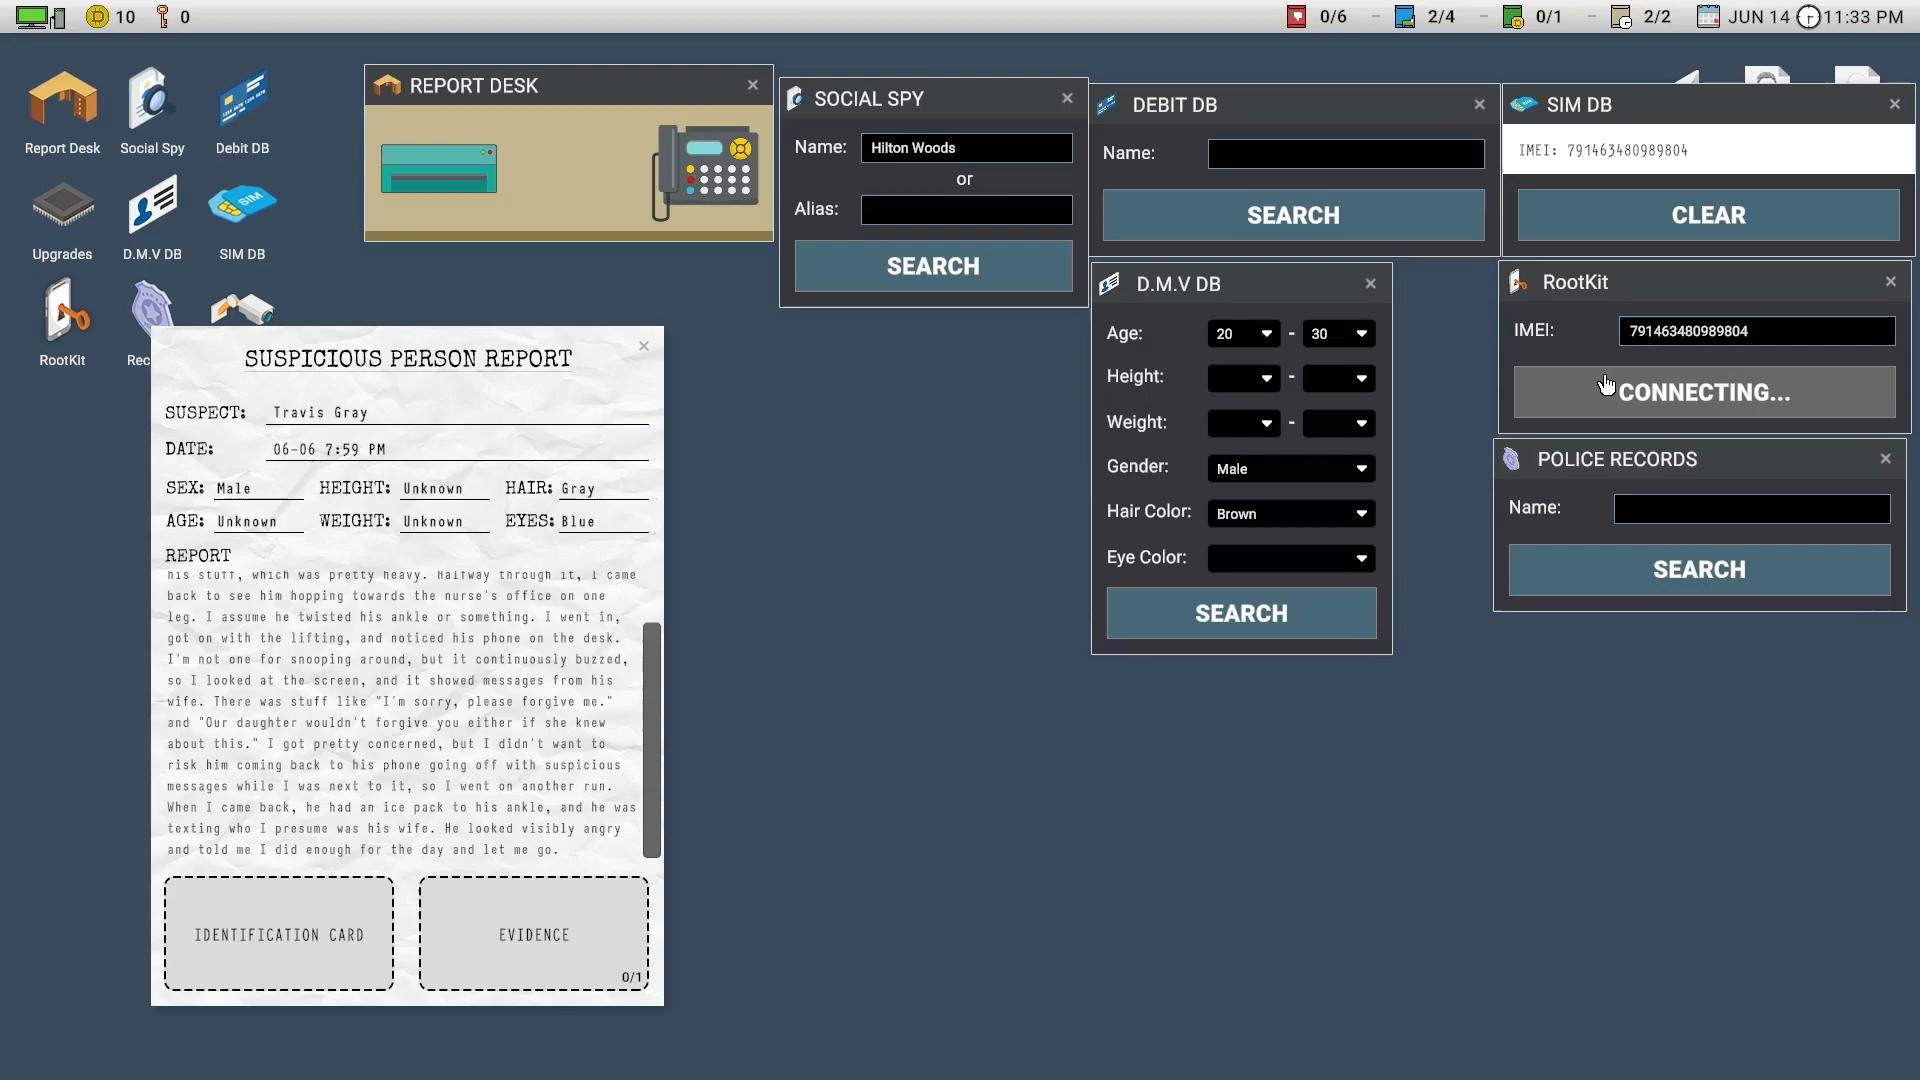 10
0
0/6
2/4
0/1
2/2
JUN 14
11:33 PM
Report Desk
Social Spy
Debit DB
Upgrades
D.M.V DB
SIM DB
RootKit
Rec
REPORT DESK
SOCIAL SPY
Name: Hilton Woods
or
Alias:
SEARCH
DEBIT DB
Name:
SEARCH
SIM DB
IMEI: 791463480989804
CLEAR
D.M.V DB
Age: 20 - 30
Height: -
Weight: -
Gender: Male
Hair Color: Brown
Eye Color:
SEARCH
RootKit
IMEI: 791463480989804
CONNECTING...
POLICE RECORDS
Name:
SEARCH
SUSPICIOUS PERSON REPORT
SUSPECT: Travis Gray
DATE: 06-06 7:59 PM
SEX: Male HEIGHT: Unknown HAIR: Gray
AGE: Unknown WEIGHT: Unknown EYES: Blue
REPORT
his stuff, which was pretty heavy. Halfway through it, I came
back to see him hopping towards the nurse's office on one
leg. I assume he twisted his ankle or something. I went in,
got on with the lifting, and noticed his phone on the desk.
I'm not one for snooping around, but it continuously buzzed,
so I looked at the screen, and it showed messages from his
wife. There was stuff like "I'm sorry, please forgive me."
and "Our daughter wouldn't forgive you either if she knew
about this." I got pretty concerned, but I didn't want to
risk him coming back to his phone going off with suspicious
messages while I was next to it, so I went on another run.
When I came back, he had an ice pack to his ankle, and he was
texting who I presume was his wife. He looked visibly angry
and told me I did enough for the day and let me go.
IDENTIFICATION CARD
EVIDENCE
0/1